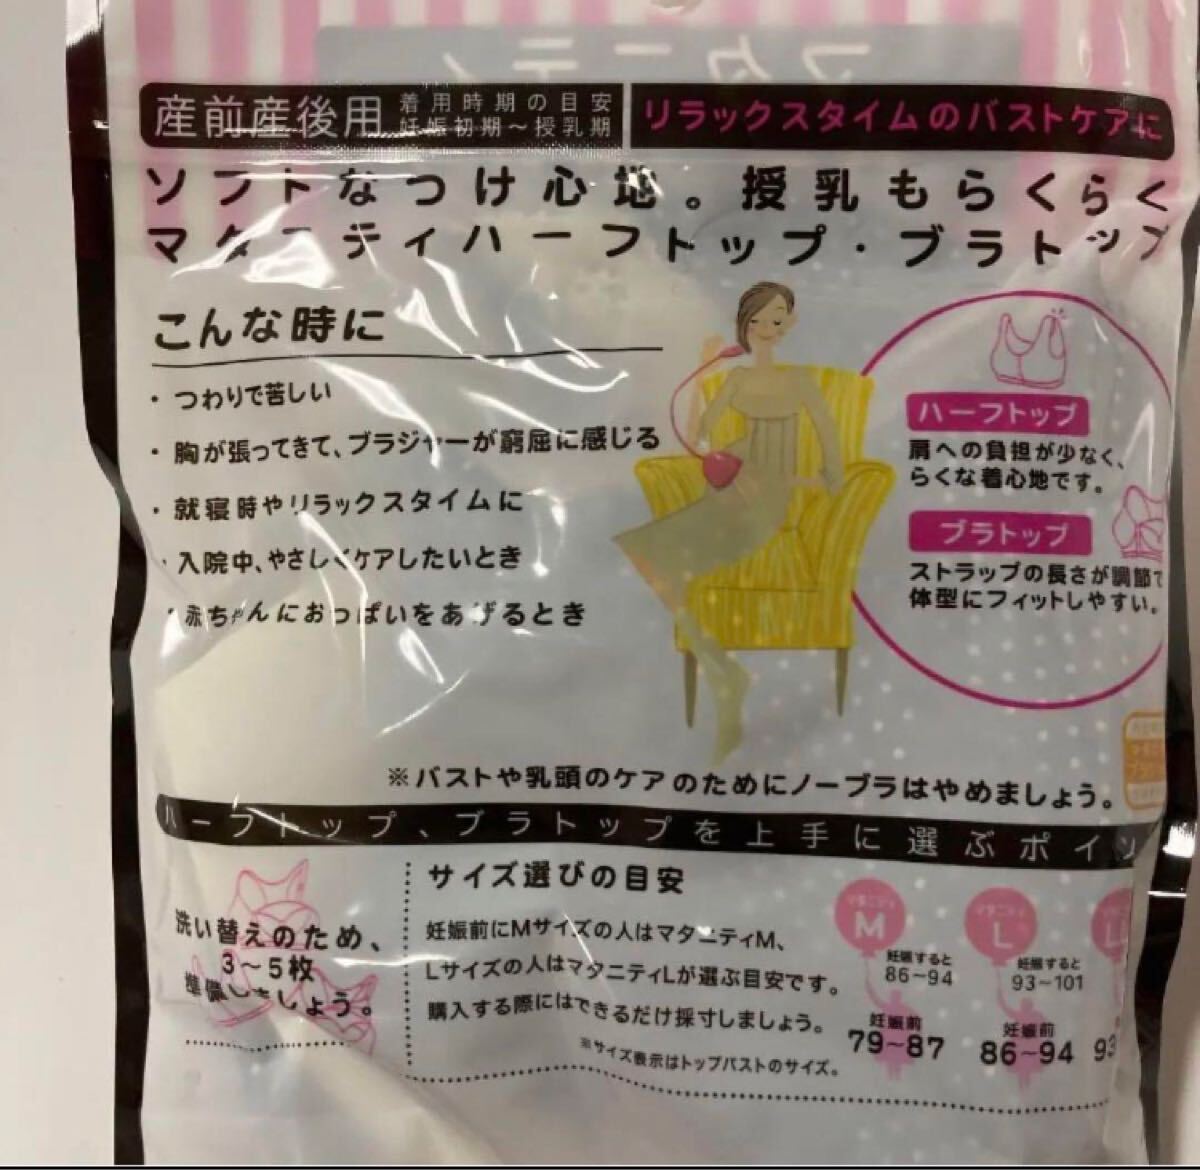 マタニティ
産前産後用
着用時期の目安
妊娠初期～授乳期
リラックスタイムのバストケアに
ソフトなつけ心地。授乳もらくらく
マタニティハーフトップ・ブラトップ
こんな時に
・つわりで苦しい
・胸が張ってきて、ブラジャーが窮屈に感じる
・就寝時やリラックスタイムに
・入院中、やさしくケアしたいとき
・赤ちゃんにおっぱいをあげるとき
ハーフトップ
肩への負担が少なく、
らくな着心地です。
ブラトップ
ストラップの長さが調節で
体型にフィットしやすい。
※バストや乳頭のケアのためにノーブラはやめましょう。
ハーフトップ、ブラトップを上手に選ぶポイン
洗い替えのため、
3～5枚
準備しましょう。
サイズ選びの目安
妊娠前にMサイズの人はマタニティM、
Lサイズの人はマタニティLが選ぶ目安です。
購入する際にはできるだけ採寸しましょう。
※サイズ表示はトップバストのサイズ。
マタニティ
M
妊娠すると
86～94
妊娠前
79～87
マタニティ
L
妊娠すると
93～101
妊娠前
86～94
LL
93